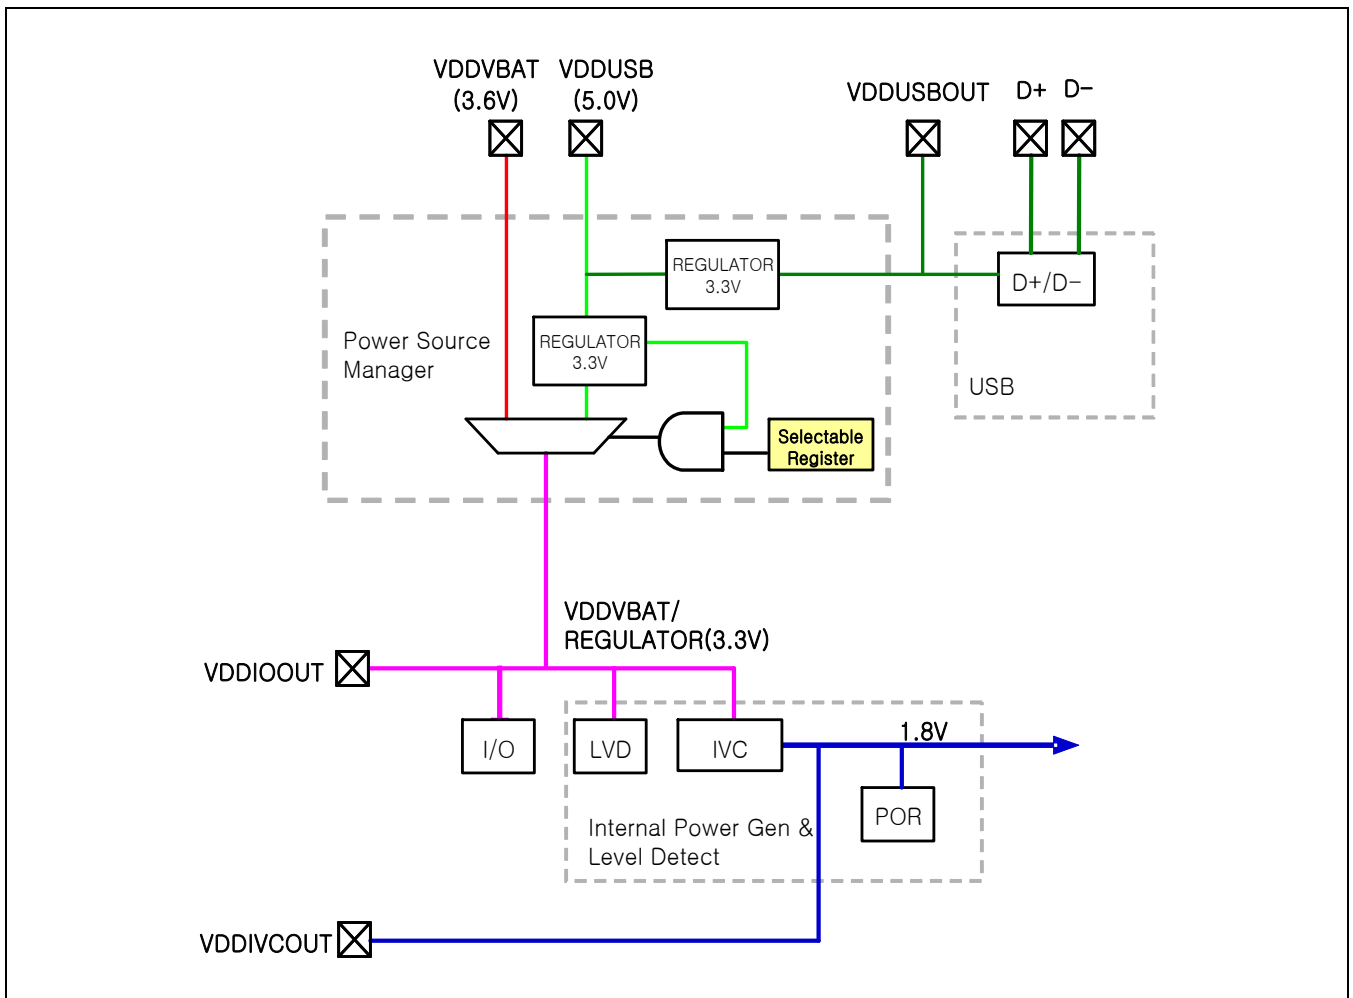 VDDVBAT
(3.6V)
VDDUSB
(5.0V)
VDDUSBOUT
D+
D-
REGULATOR
3.3V
D+/D-
REGULATOR
3.3V
Power Source
Manager
USB
Selectable
Register
VDDVBAT/
REGULATOR(3.3V)
VDDIOOUT
I/O
LVD
IVC
1.8V
POR
Internal Power Gen &
Level Detect
VDDIVCOUT